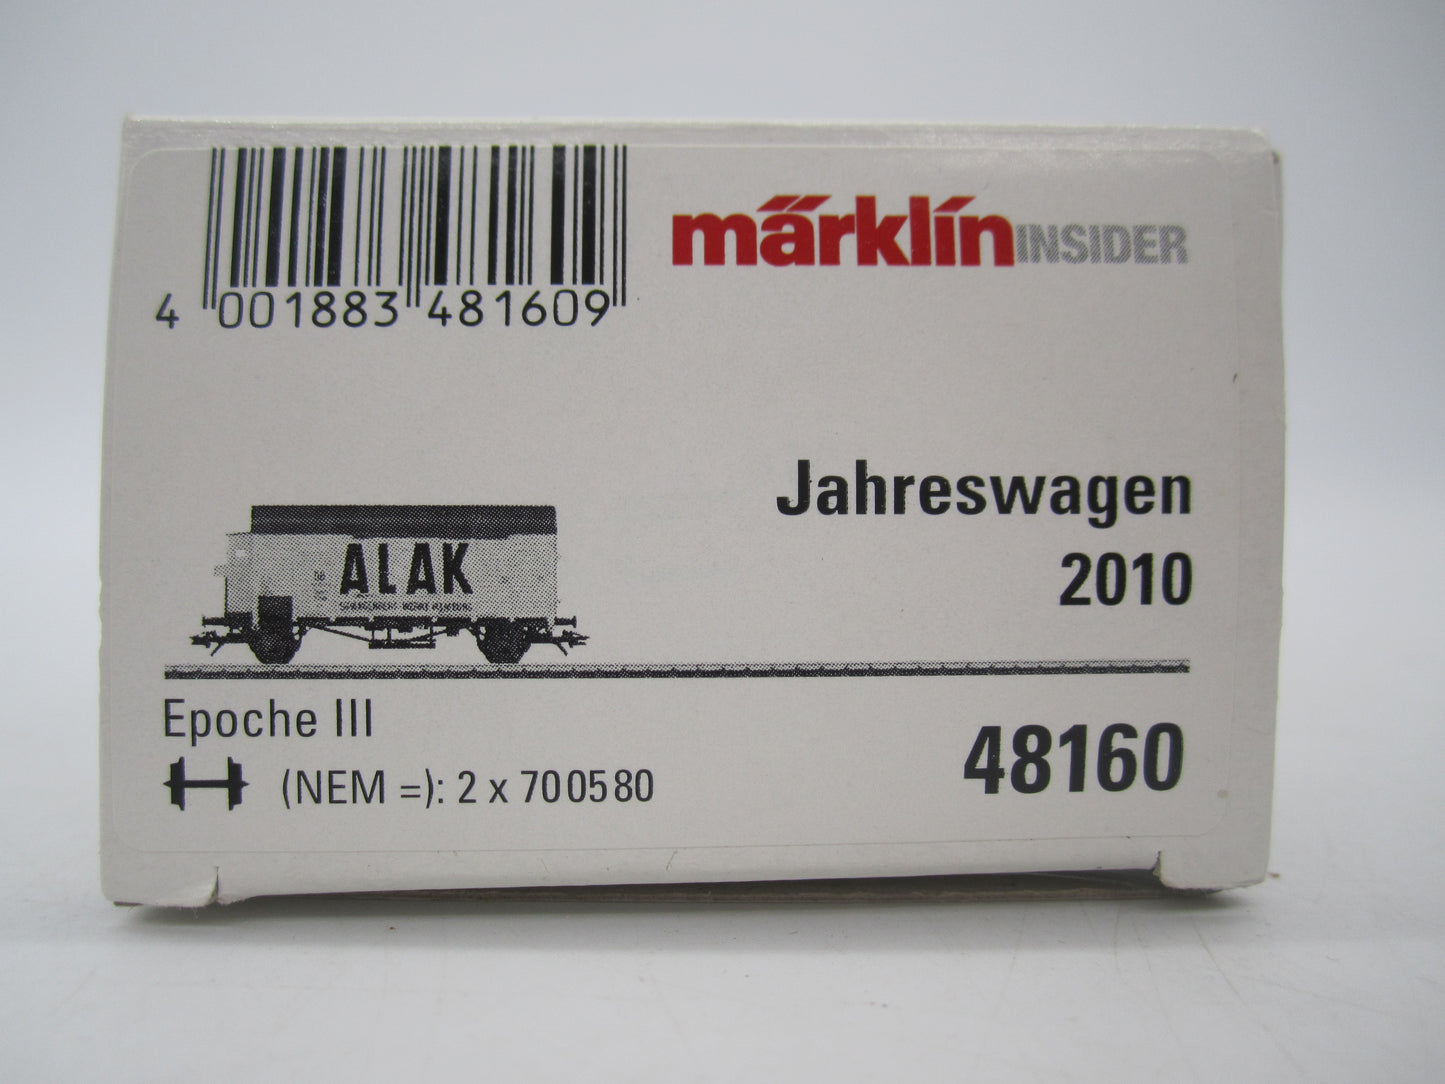 4 001883 481609
märklin INSIDER
Jahreswagen
2010
ALAK
Epoche III
(NEM =): 2 x 700580
48160